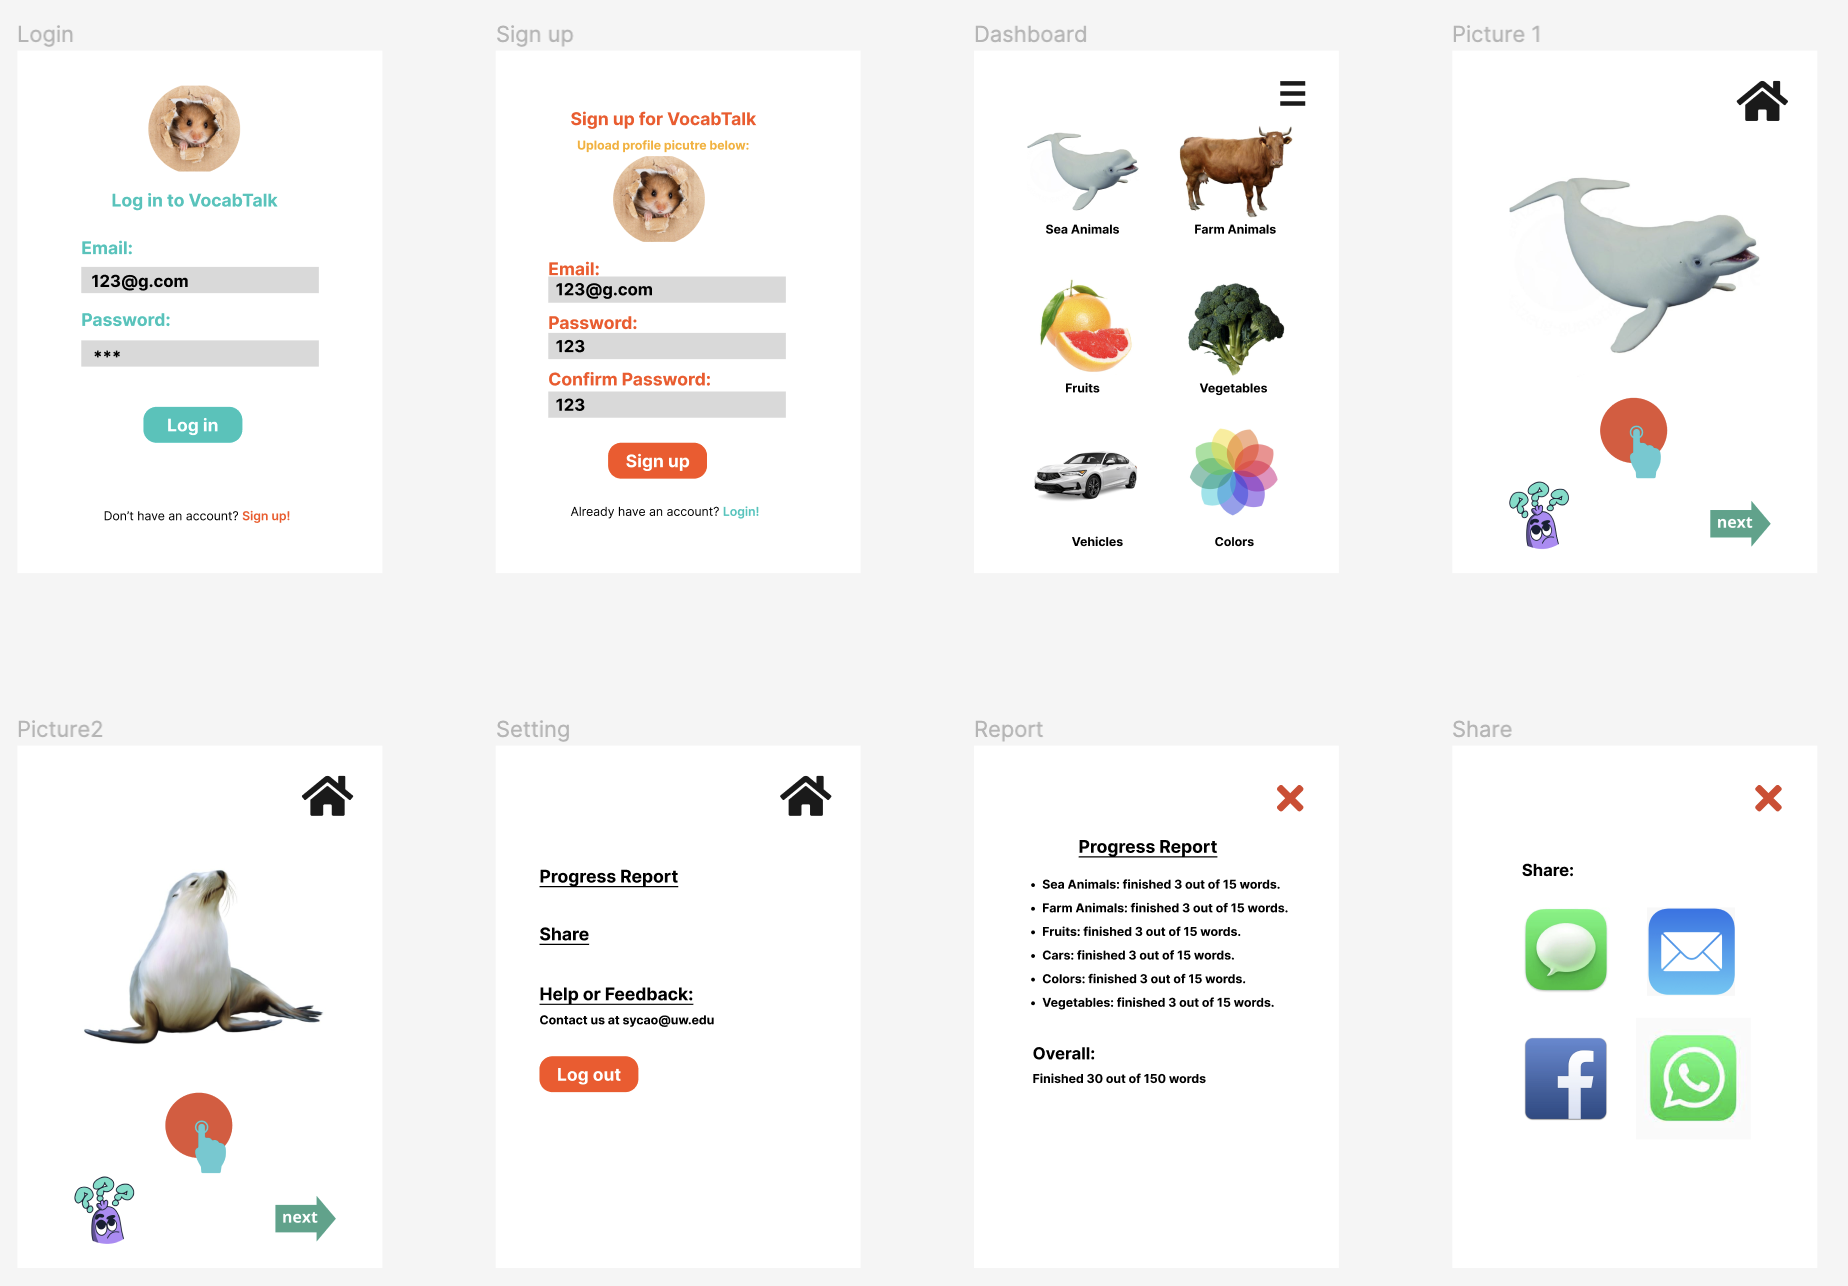 Login
Log in to VocabTalk
Email:
123@g.com
Password:
***
Log in
Don't have an account? Sign up!
Sign up
Sign up for VocabTalk
Upload profile picutre below:
Email:
123@g.com
Password:
123
Confirm Password:
123
Sign up
Already have an account? Login!
Dashboard
Sea Animals
Farm Animals
Fruits
Vegetables
Vehicles
Colors
Picture 1
next
Picture2
next
Setting
Progress Report
Share
Help or Feedback:
Contact us at sycao@uw.edu
Log out
Report
Progress Report
• Sea Animals: finished 3 out of 15 words.
• Farm Animals: finished 3 out of 15 words.
• Fruits: finished 3 out of 15 words.
• Cars: finished 3 out of 15 words.
• Colors: finished 3 out of 15 words.
• Vegetables: finished 3 out of 15 words.
Overall:
Finished 30 out of 150 words
Share
Share: